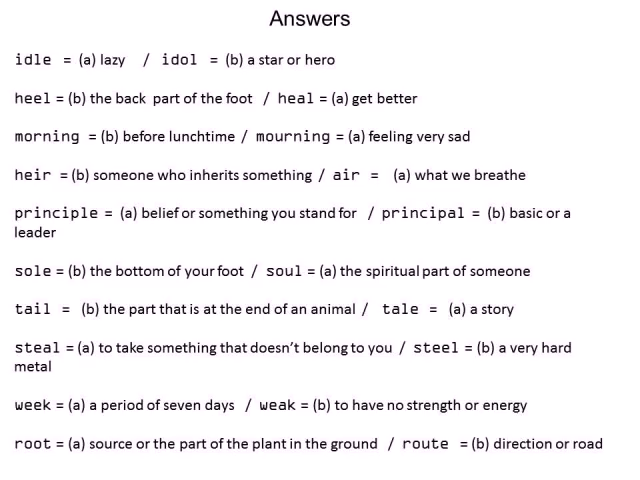 Answers
idle = (a) lazy / idol = (b) a star or hero
heel = (b) the back part of the foot / heal = (a) get better
morning = (b) before lunchtime / mourning = (a) feeling very sad
heir = (b) someone who inherits something / air = (a) what we breathe
principle = (a) belief or something you stand for / principal = (b) basic or a
leader
sole = (b) the bottom of your foot / soul = (a) the spiritual part of someone
tail = (b) the part that is at the end of an animal / tale = (a) a story
steal = (a) to take something that doesn’t belong to you / steel = (b) a very hard
metal
week = (a) a period of seven days / weak = (b) to have no strength or energy
root = (a) source or the part of the plant in the ground / route = (b) direction or road